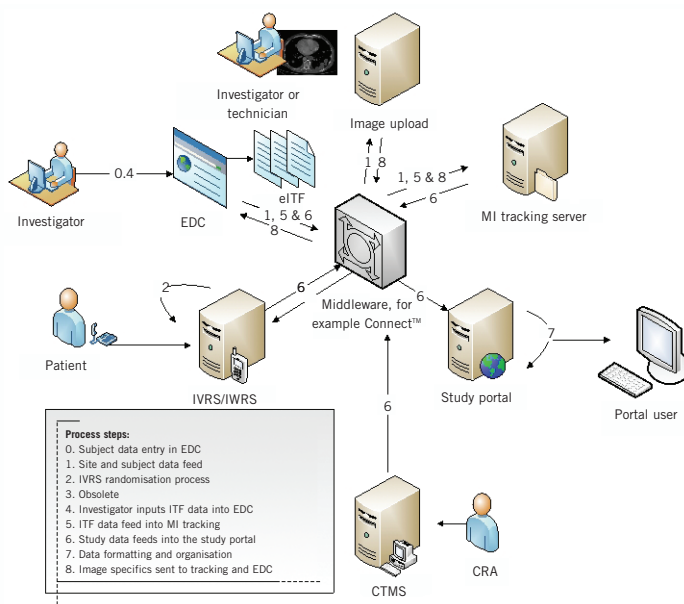 Investigator or
technician
Image upload
1 8
0.4
Investigator
EDC
eITF
1, 5 & 6
8
1, 5 & 8
6
MI tracking server
2
6
Middleware, for
example Connect™
6
7
Patient
IVRS/IWRS
Study portal
Portal user
6
Process steps:
0. Subject data entry in EDC
1. Site and subject data feed
2. IVRS randomisation process
3. Obsolete
4. Investigator inputs ITF data into EDC
5. ITF data feed into MI tracking
6. Study data feeds into the study portal
7. Data formatting and organisation
8. Image specifics sent to tracking and EDC
CTMS
CRA